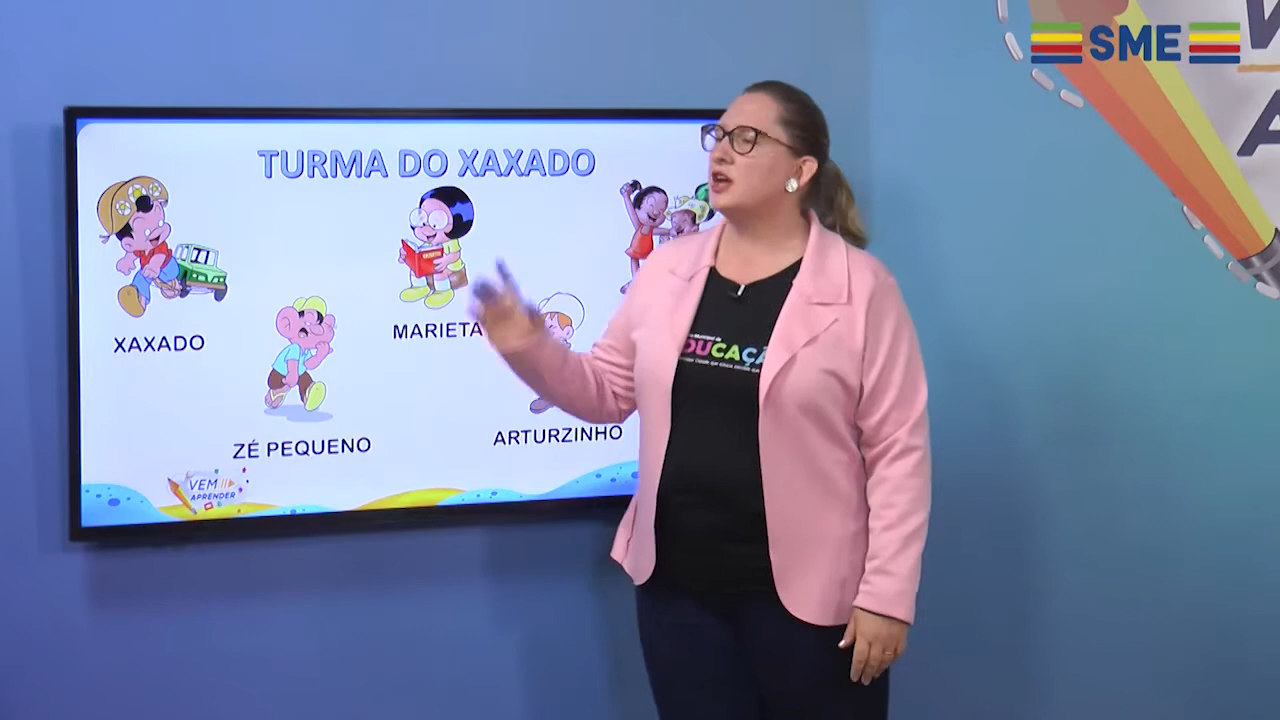 SME
TURMA DO XAXADO
XAXADO
MARIETA
ZÉ PEQUENO
ARTURZINHO
VEM
APRENDER